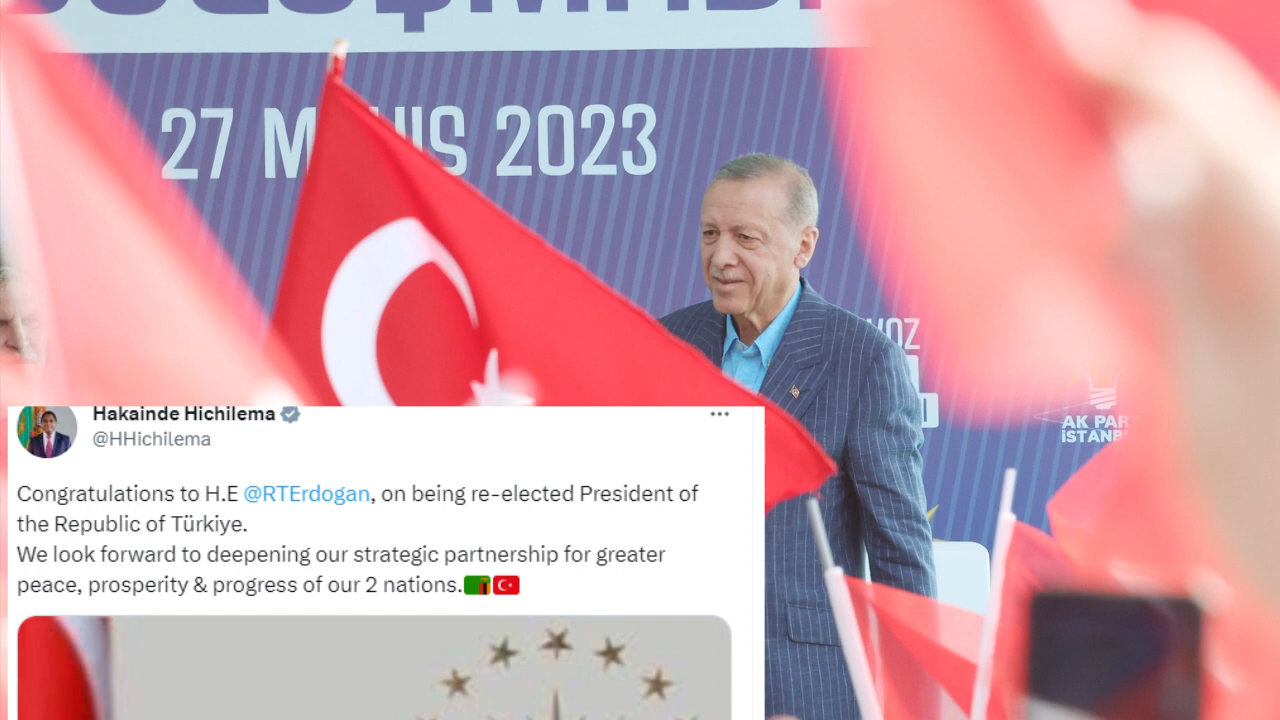 27 MAYIS 2023
AK PAR
İSTANB
Hakainde Hichilema
@HHichilema
Congratulations to H.E @RTErdogan, on being re-elected President of
the Republic of Türkiye.
We look forward to deepening our strategic partnership for greater
peace, prosperity & progress of our 2 nations.